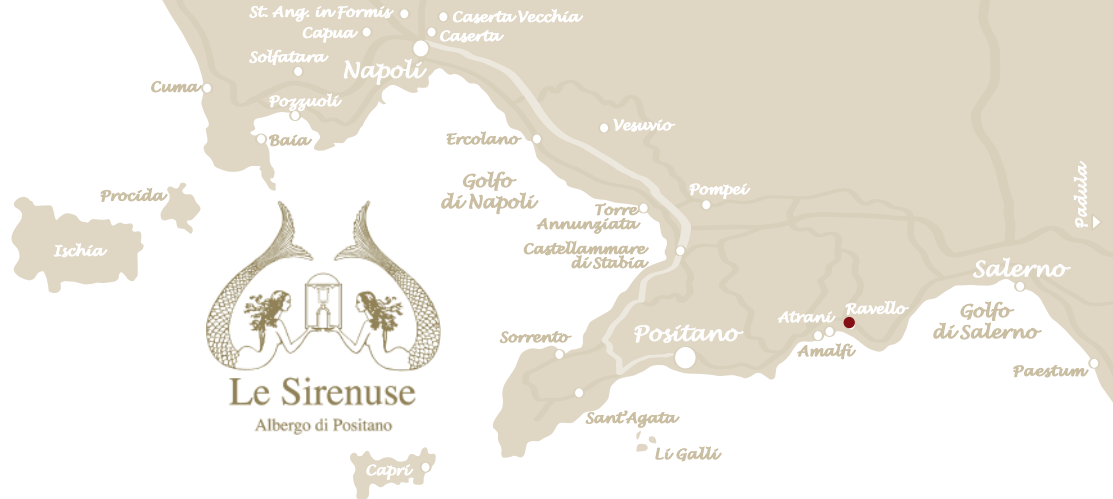 St. Ang. in Formis
Caserta Vecchia
Capua
Caserta
Solfatara
Napoli
Cuma
Pozzuoli
Vesuvio
Baia
Ercolano
Golfo
di Napoli
Pompei
Procida
Torre
Annunziata
Padula
Ischia
Castellammare
di Stabia
Salerno
Atrani
Ravello
Golfo
di Salerno
Sorrento
Positano
Amalfi
Paestum
Le Sirenuse
Albergo di Positano
Sant'Agata
Li Galli
Capri